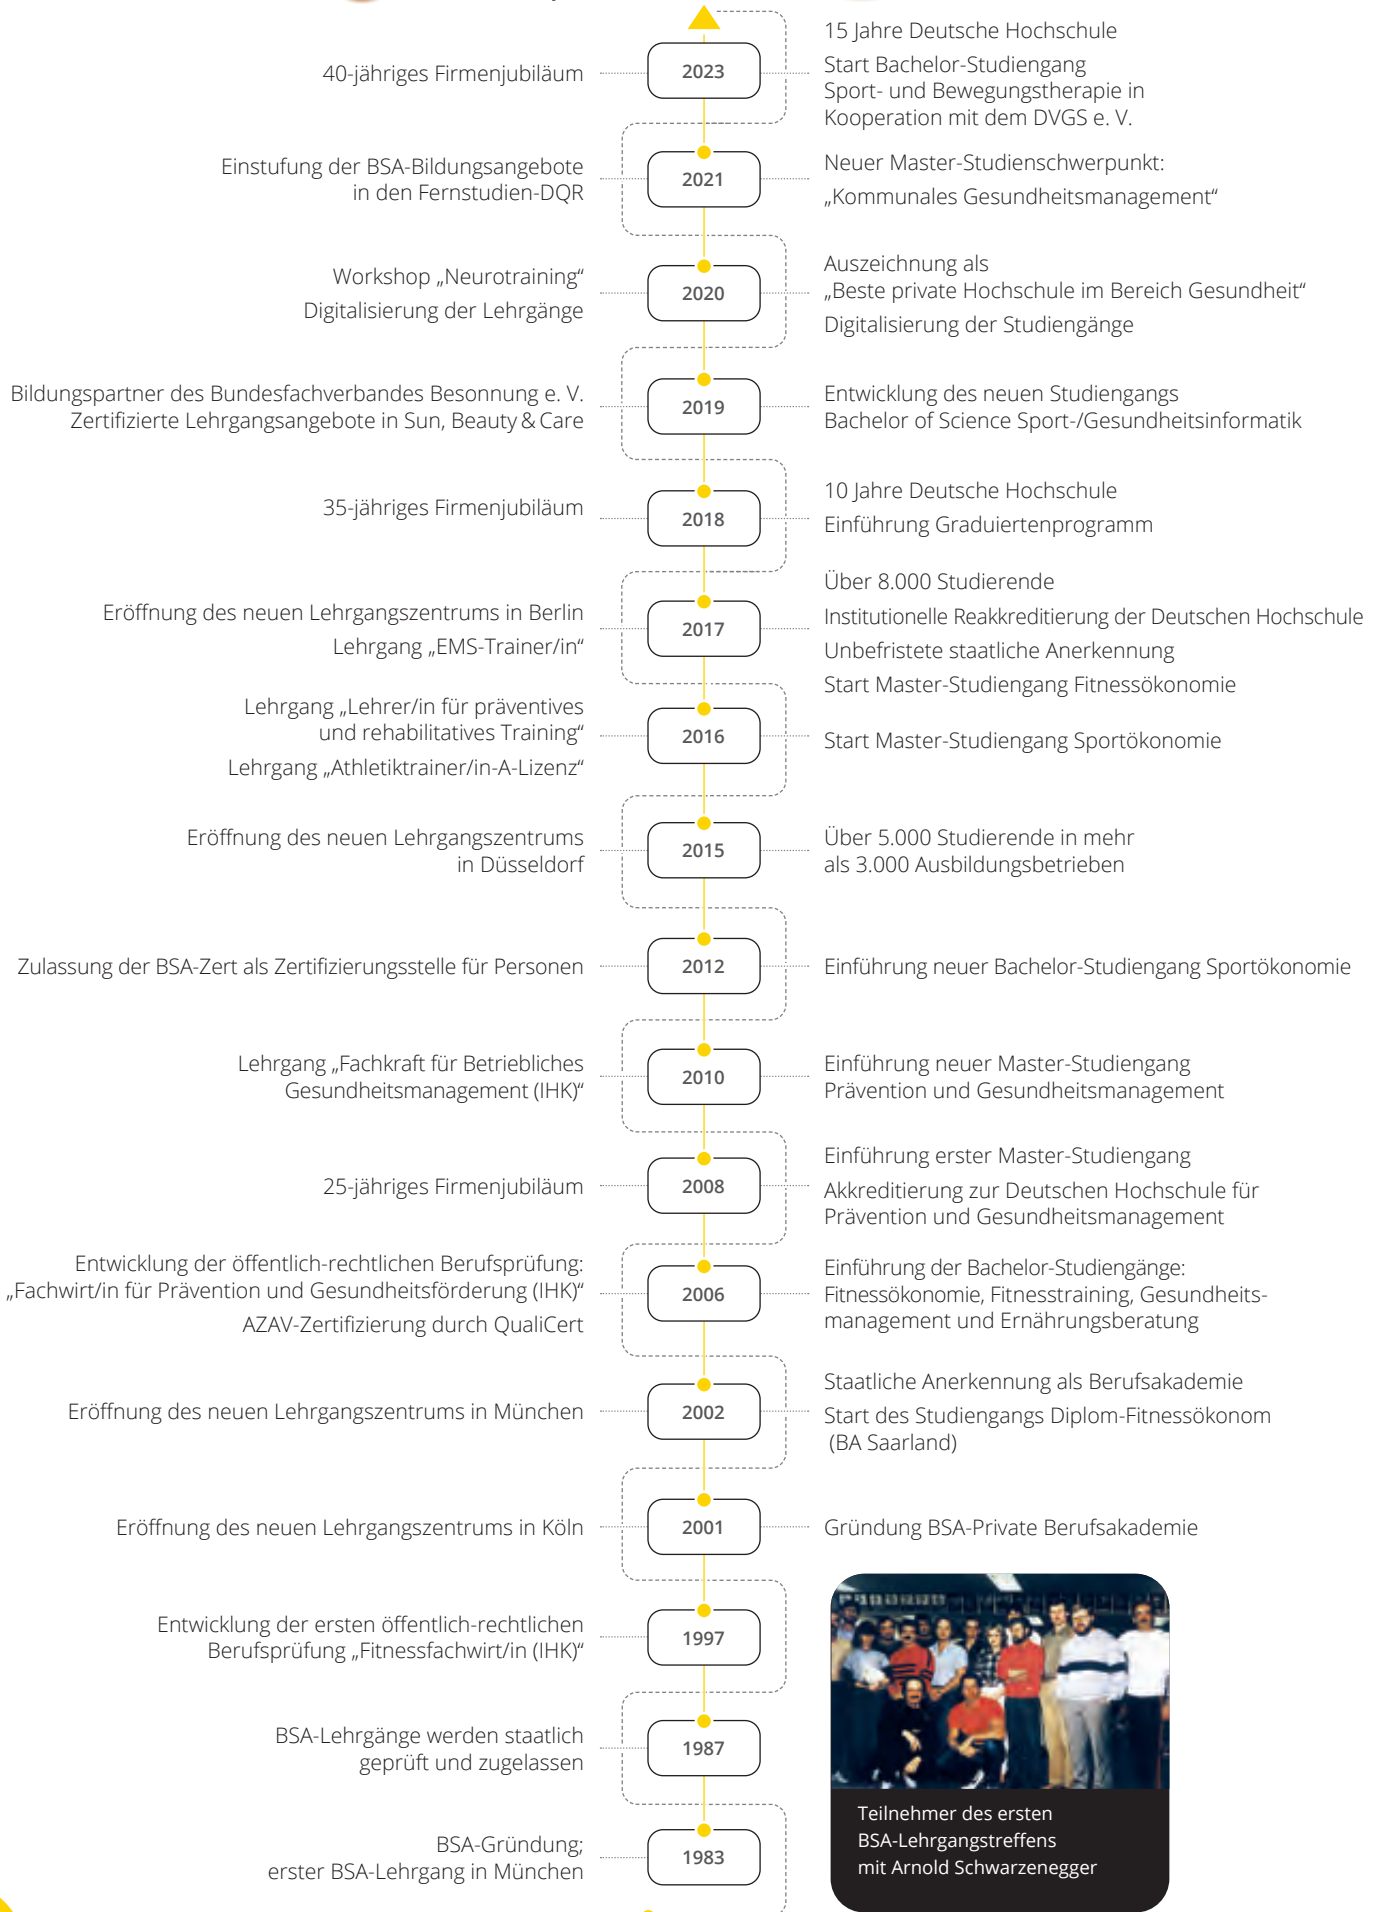 40-jähriges Firmenjubiläum
2023
15 Jahre Deutsche Hochschule
Start Bachelor-Studiengang
Sport- und Bewegungstherapie in
Kooperation mit dem DVGS e. V.
Einstufung der BSA-Bildungsangebote
in den Fernstudien-DQR
2021
Neuer Master-Studienschwerpunkt:
„Kommunales Gesundheitsmanagement“
Workshop „Neurotraining“
Digitalisierung der Lehrgänge
2020
Auszeichnung als
„Beste private Hochschule im Bereich Gesundheit“
Digitalisierung der Studiengänge
Bildungspartner des Bundesfachverbandes Besonnung e. V.
Zertifizierte Lehrgangsangebote in Sun, Beauty & Care
2019
Entwicklung des neuen Studiengangs
Bachelor of Science Sport-/Gesundheitsinformatik
35-jähriges Firmenjubiläum
2018
10 Jahre Deutsche Hochschule
Einführung Graduiertenprogramm
Eröffnung des neuen Lehrgangszentrums in Berlin
Lehrgang „EMS-Trainer/in“
2017
Über 8.000 Studierende
Institutionelle Reakkreditierung der Deutschen Hochschule
Unbefristete staatliche Anerkennung
Start Master-Studiengang Fitnessökonomie
Lehrgang „Lehrer/in für präventives
und rehabilitatives Training“
Lehrgang „Athletiktrainer/in-A-Lizenz“
2016
Start Master-Studiengang Sportökonomie
Eröffnung des neuen Lehrgangszentrums
in Düsseldorf
2015
Über 5.000 Studierende in mehr
als 3.000 Ausbildungsbetrieben
Zulassung der BSA-Zert als Zertifizierungsstelle für Personen
2012
Einführung neuer Bachelor-Studiengang Sportökonomie
Lehrgang „Fachkraft für Betriebliches
Gesundheitsmanagement (IHK)“
2010
Einführung neuer Master-Studiengang
Prävention und Gesundheitsmanagement
25-jähriges Firmenjubiläum
2008
Einführung erster Master-Studiengang
Akkreditierung zur Deutschen Hochschule für
Prävention und Gesundheitsmanagement
Entwicklung der öffentlich-rechtlichen Berufsprüfung:
„Fachwirt/in für Prävention und Gesundheitsförderung (IHK)“
AZAV-Zertifizierung durch QualiCert
2006
Einführung der Bachelor-Studiengänge:
Fitnessökonomie, Fitnesstraining, Gesundheits-
management und Ernährungsberatung
Eröffnung des neuen Lehrgangszentrums in München
2002
Staatliche Anerkennung als Berufsakademie
Start des Studiengangs Diplom-Fitnessökonom
(BA Saarland)
Eröffnung des neuen Lehrgangszentrums in Köln
2001
Gründung BSA-Private Berufsakademie
Entwicklung der ersten öffentlich-rechtlichen
Berufsprüfung „Fitnessfachwirt/in (IHK)“
1997
BSA-Lehrgänge werden staatlich
geprüft und zugelassen
1987
BSA-Gründung;
erster BSA-Lehrgang in München
1983
Teilnehmer des ersten
BSA-Lehrgangstreffens
mit Arnold Schwarzenegger